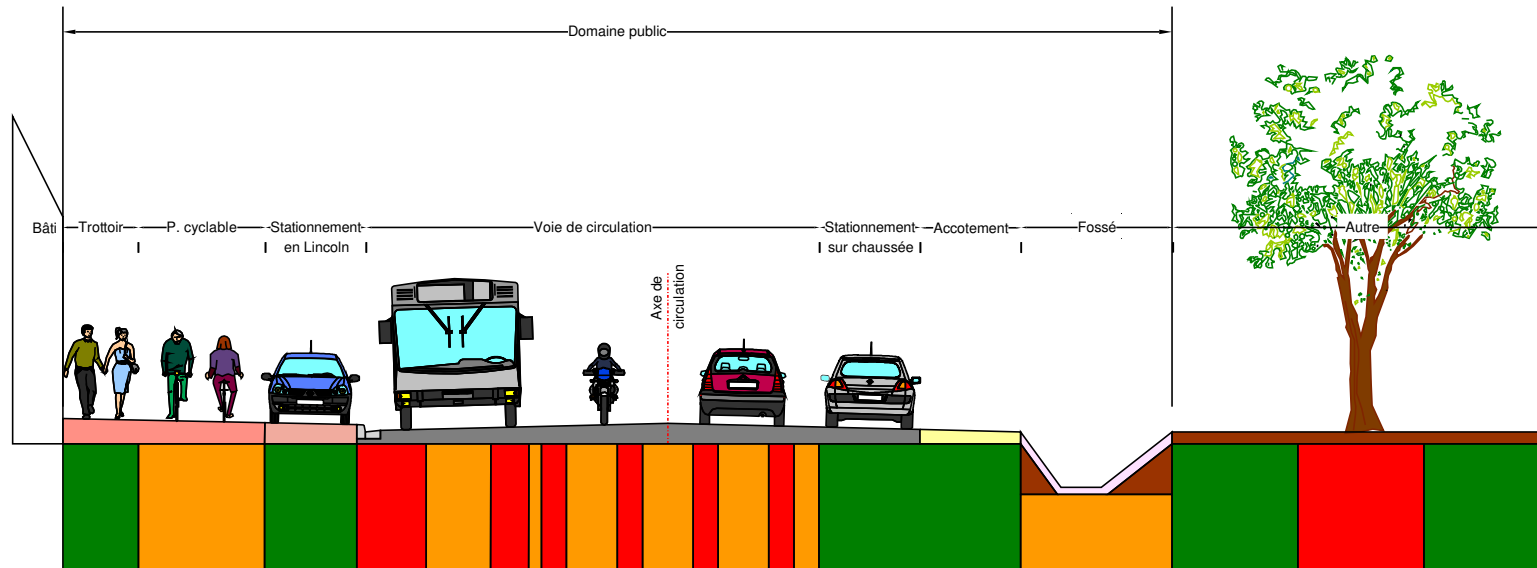 Domaine public
Bâti
Trottoir
P. cyclable
Stationnement
en Lincoln
Voie de circulation
Stationnement
sur chaussée
Accotement
Fossé
Autre
Axe de
circulation